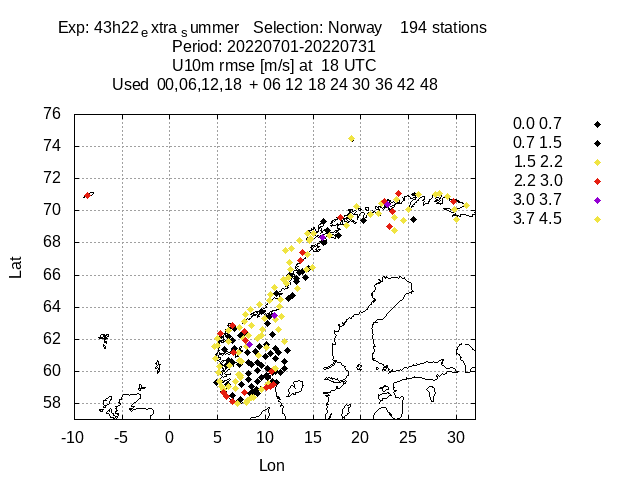 Exp: 43h22extrasummer Selection: Norway 194 stations
Period: 20220701-20220731
U10m rmse [m/s] at 18 UTC
Used 00,06,12,18 + 06 12 18 24 30 36 42 48
76
74
72
70
68
66
64
62
60
58
-10 -5 0 5 10 15 20 25 30
Lat
Lon
0.0 0.7
0.7 1.5
1.5 2.2
2.2 3.0
3.0 3.7
3.7 4.5